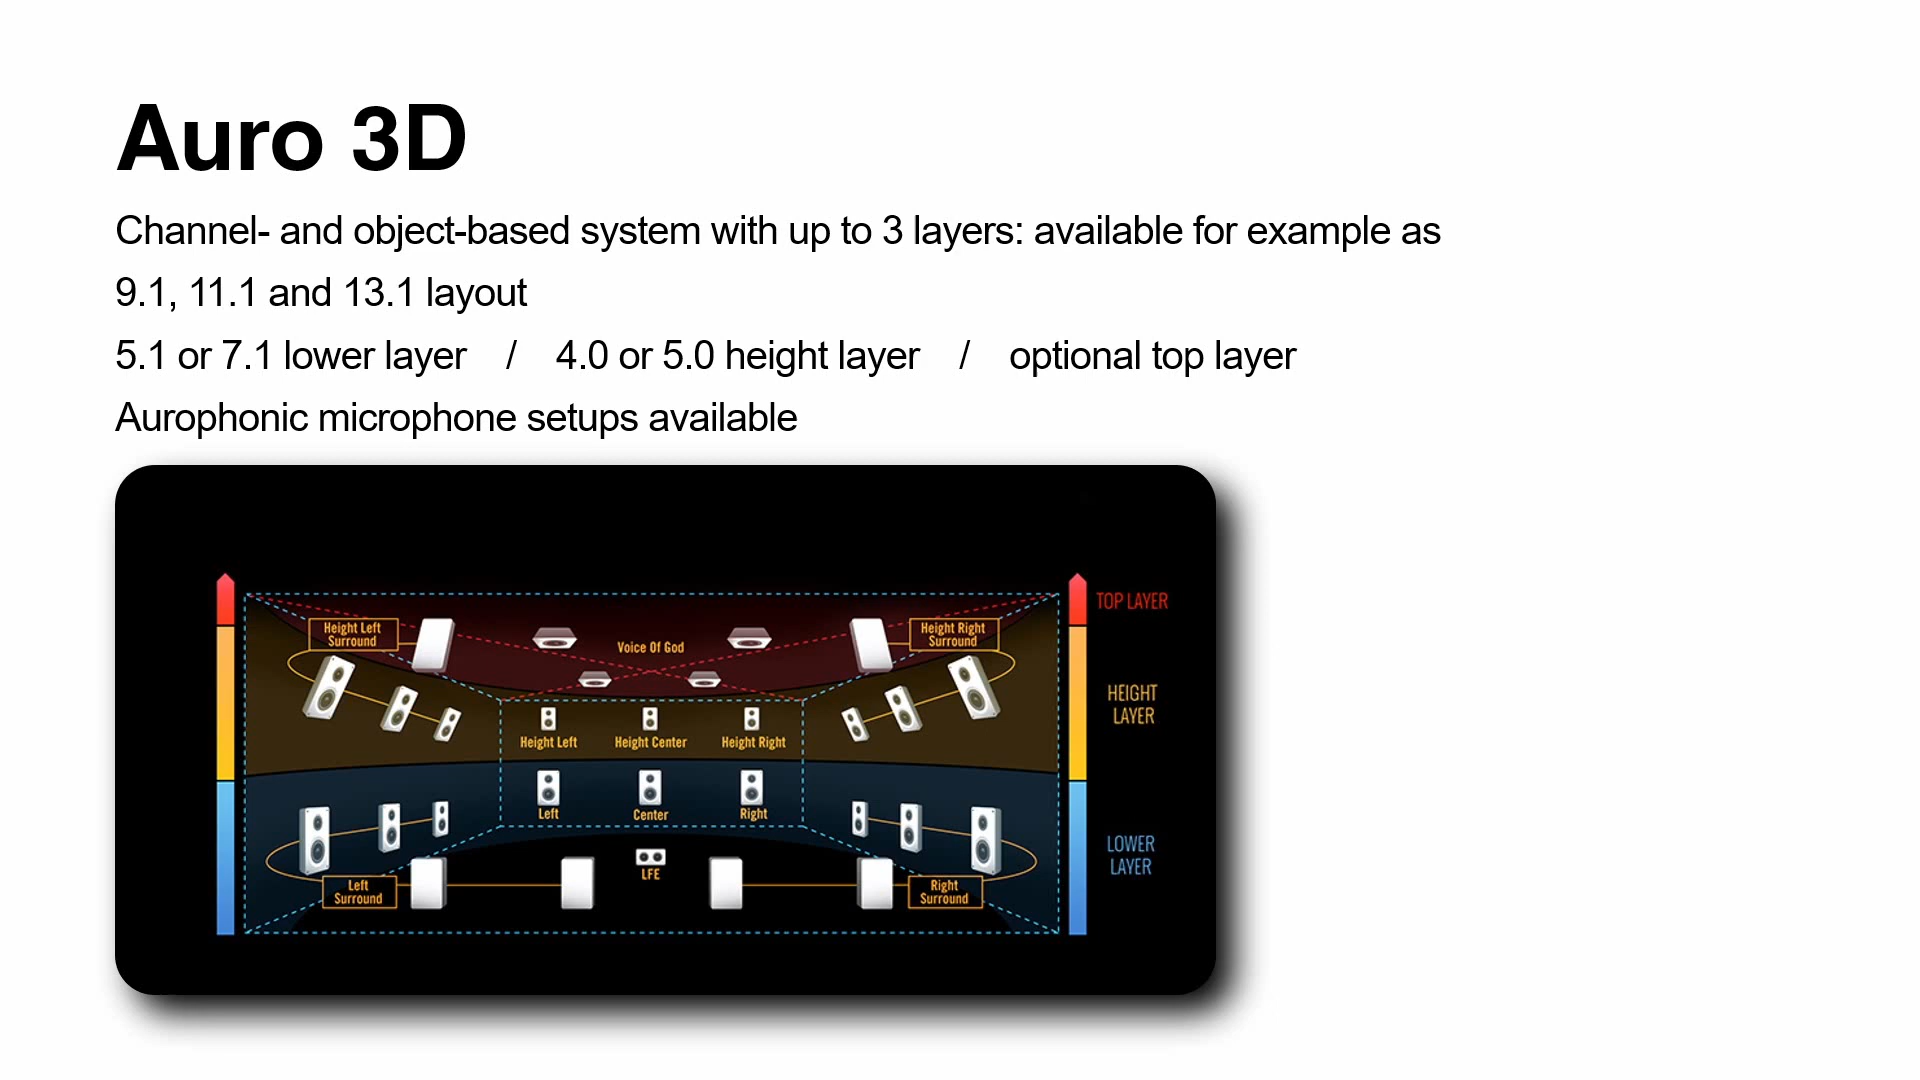 Auro 3D
Channel- and object-based system with up to 3 layers: available for example as
9.1, 11.1 and 13.1 layout
5.1 or 7.1 lower layer / 4.0 or 5.0 height layer / optional top layer
Aurophonic microphone setups available
TOP LAYER
Height Left
Surround
Voice Of God
Height Right
Surround
HEIGHT
LAYER
Height Left
Height Center
Height Right
Left
Center
Right
LOWER
LAYER
LFE
Left
Surround
Right
Surround